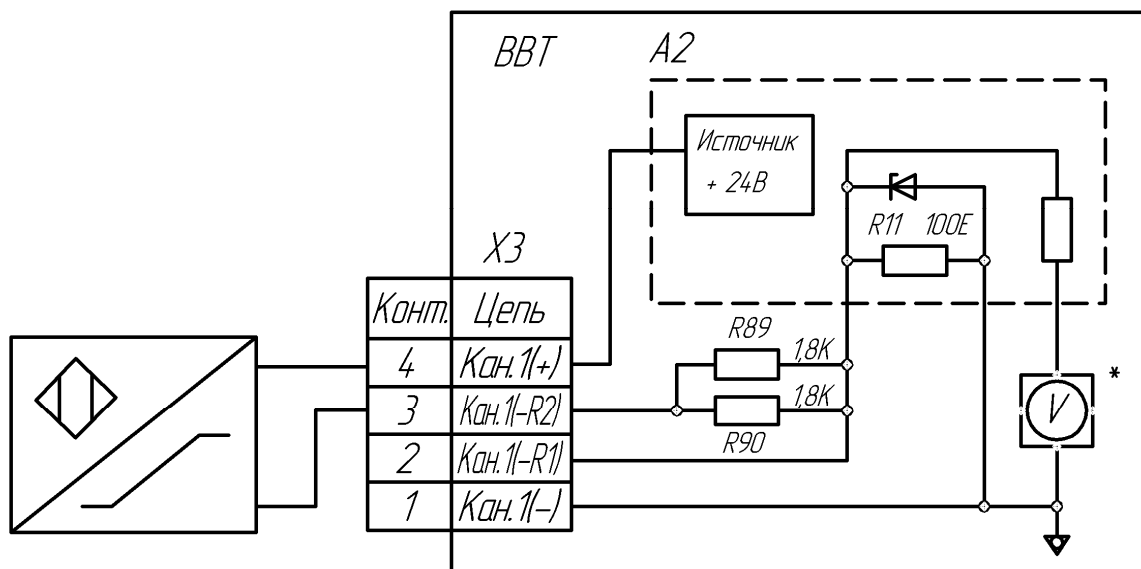 ВВТ
А2
Источник
+ 24В
R11 100Е
Х3
Конт. Цепь
4 Кан.1(+)
3 Кан.1(-R2)
2 Кан.1(-R1)
1 Кан.1(-)
R89
1,8К
1,8К
R90
V
*